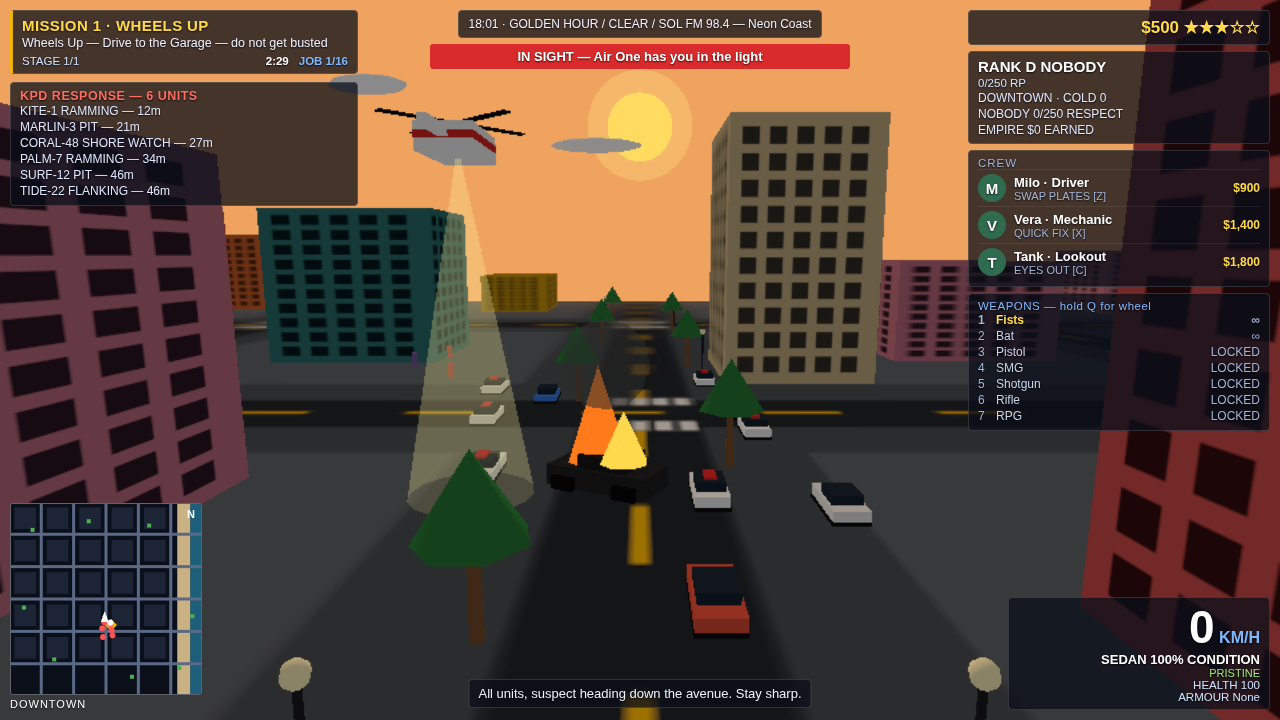 MISSION 1 · WHEELS UP
Wheels Up — Drive to the Garage — do not get busted
STAGE 1/1 2:29 JOB 1/16
KPD RESPONSE — 6 UNITS
KITE-1 RAMMING — 12m
MARLIN-3 PIT — 21m
CORAL-48 SHORE WATCH — 27m
PALM-7 RAMMING — 34m
SURF-12 PIT — 46m
TIDE-22 FLANKING — 46m
18:01 · GOLDEN HOUR / CLEAR / SOL FM 98.4 — Neon Coast
IN SIGHT — Air One has you in the light
$500 ★★★☆☆
RANK D NOBODY
0/250 RP
DOWNTOWN · COLD 0
NOBODY 0/250 RESPECT
EMPIRE $0 EARNED
CREW
M Milo · Driver $900
SWAP PLATES [Z]
V Vera · Mechanic $1,400
QUICK FIX [X]
T Tank · Lookout $1,800
EYES OUT [C]
WEAPONS — hold Q for wheel
1 Fists ∞
2 Bat ∞
3 Pistol LOCKED
4 SMG LOCKED
5 Shotgun LOCKED
6 Rifle LOCKED
7 RPG LOCKED
N
DOWNTOWN
All units, suspect heading down the avenue. Stay sharp.
0 KM/H
SEDAN 100% CONDITION
PRISTINE
HEALTH 100
ARMOUR None